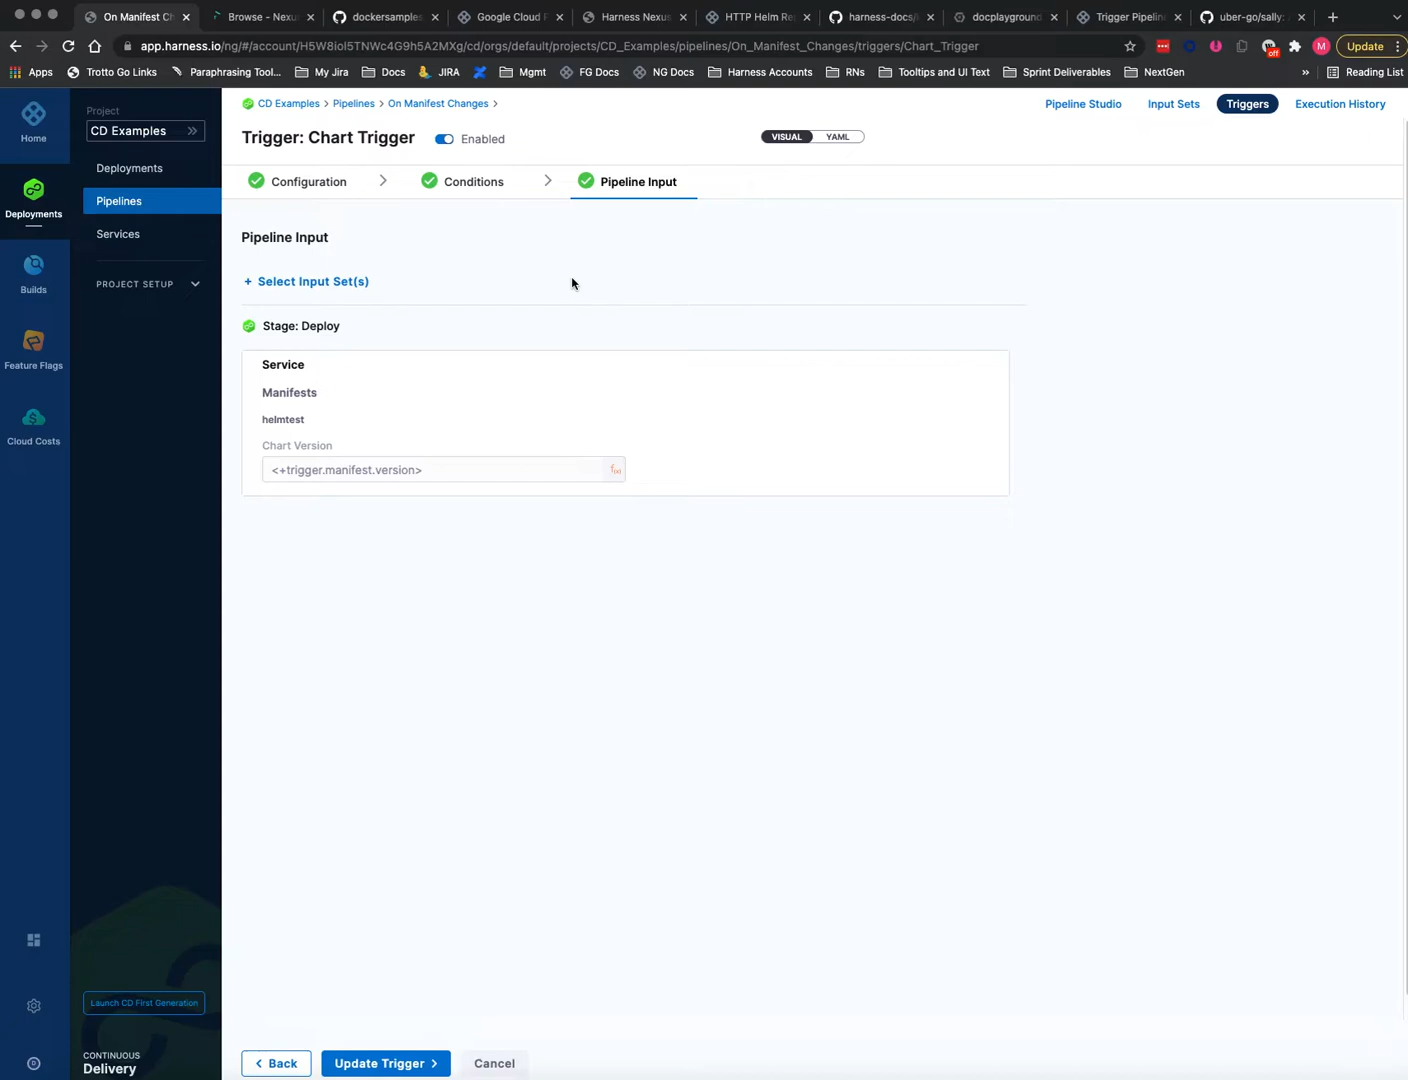 On Manifest Ch
Browse - Nexu
dockersamples
Google Cloud P
Harness Nexus
HTTP Helm Re
harness-docs/
docplayground
Trigger Pipelin
uber-go/sally:
app.harness.io/ng/#/account/H5W8iol5TNWc4G9h5A2MXg/cd/orgs/default/projects/CD_Examples/pipelines/On_Manifest_Changes/triggers/Chart_Trigger
off
M
Update
Apps
Trotto Go Links
Paraphrasing Tool...
My Jira
Docs
JIRA
Mgmt
FG Docs
NG Docs
Harness Accounts
RNs
Tooltips and UI Text
Sprint Deliverables
NextGen
»
Reading List
Home
Deployments
Builds
Feature Flags
Cloud Costs
Project
CD Examples
Deployments
Pipelines
Services
PROJECT SETUP
Launch CD First Generation
CONTINUOUS
Delivery
CD Examples > Pipelines > On Manifest Changes >
Pipeline Studio
Input Sets
Triggers
Execution History
Trigger: Chart Trigger
Enabled
VISUAL
YAML
Configuration
Conditions
Pipeline Input
Pipeline Input
+ Select Input Set(s)
Stage: Deploy
Service
Manifests
helmtest
Chart Version
<+trigger.manifest.version>
f(x)
< Back
Update Trigger >
Cancel